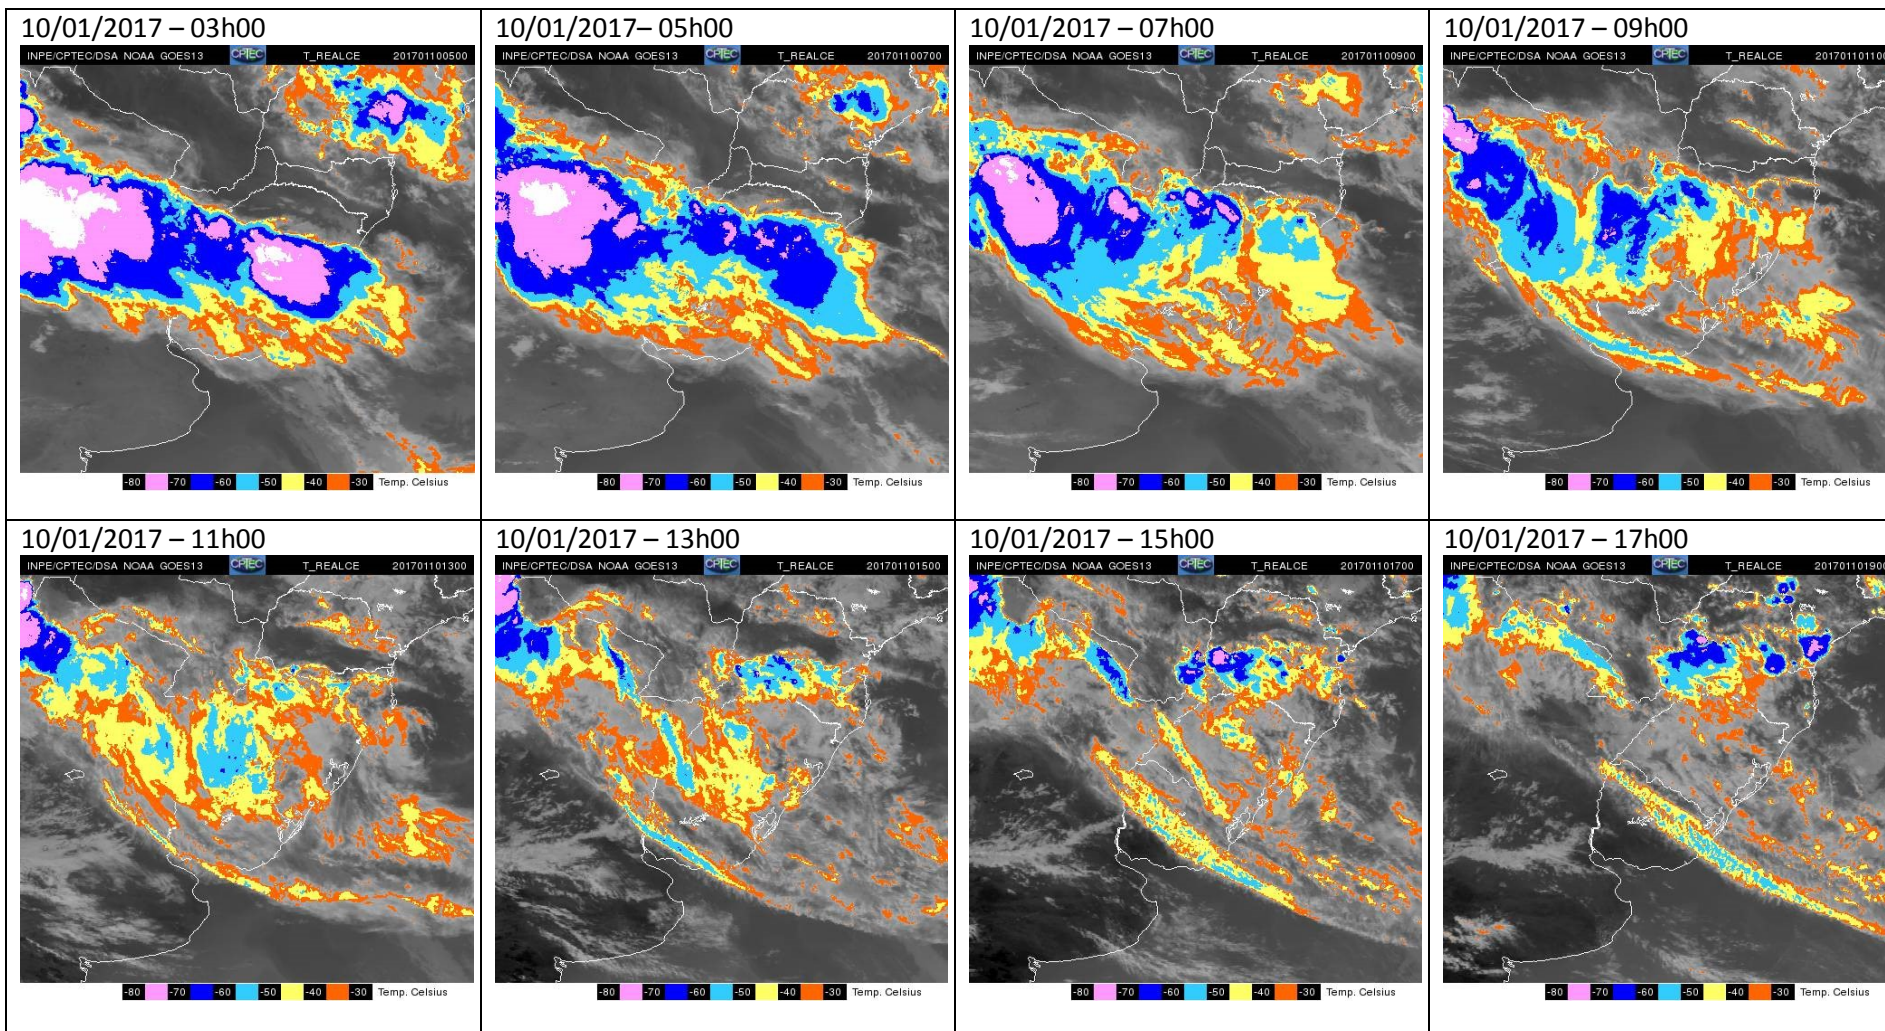 10/01/2017 – 03h00
INPE/CPTEC/DSA NOAA GOES13 CPTEC T_REALCE 201701100500
-80 -70 -60 -50 -40 -30 Temp. Celsius
10/01/2017– 05h00
INPE/CPTEC/DSA NOAA GOES13 CPTEC T_REALCE 201701100700
-80 -70 -60 -50 -40 -30 Temp. Celsius
10/01/2017 – 07h00
INPE/CPTEC/DSA NOAA GOES13 CPTEC T_REALCE 201701100900
-80 -70 -60 -50 -40 -30 Temp. Celsius
10/01/2017 – 09h00
INPE/CPTEC/DSA NOAA GOES13 CPTEC T_REALCE 20170110110
-80 -70 -60 -50 -40 -30 Temp. Celsius
10/01/2017 – 11h00
INPE/CPTEC/DSA NOAA GOES13 CPTEC T_REALCE 201701101300
-80 -70 -60 -50 -40 -30 Temp. Celsius
10/01/2017 – 13h00
INPE/CPTEC/DSA NOAA GOES13 CPTEC T_REALCE 201701101500
-80 -70 -60 -50 -40 -30 Temp. Celsius
10/01/2017 – 15h00
INPE/CPTEC/DSA NOAA GOES13 CPTEC T_REALCE 201701101700
-80 -70 -60 -50 -40 -30 Temp. Celsius
10/01/2017 – 17h00
INPE/CPTEC/DSA NOAA GOES13 CPTEC T_REALCE 20170110190
-80 -70 -60 -50 -40 -30 Temp. Celsius